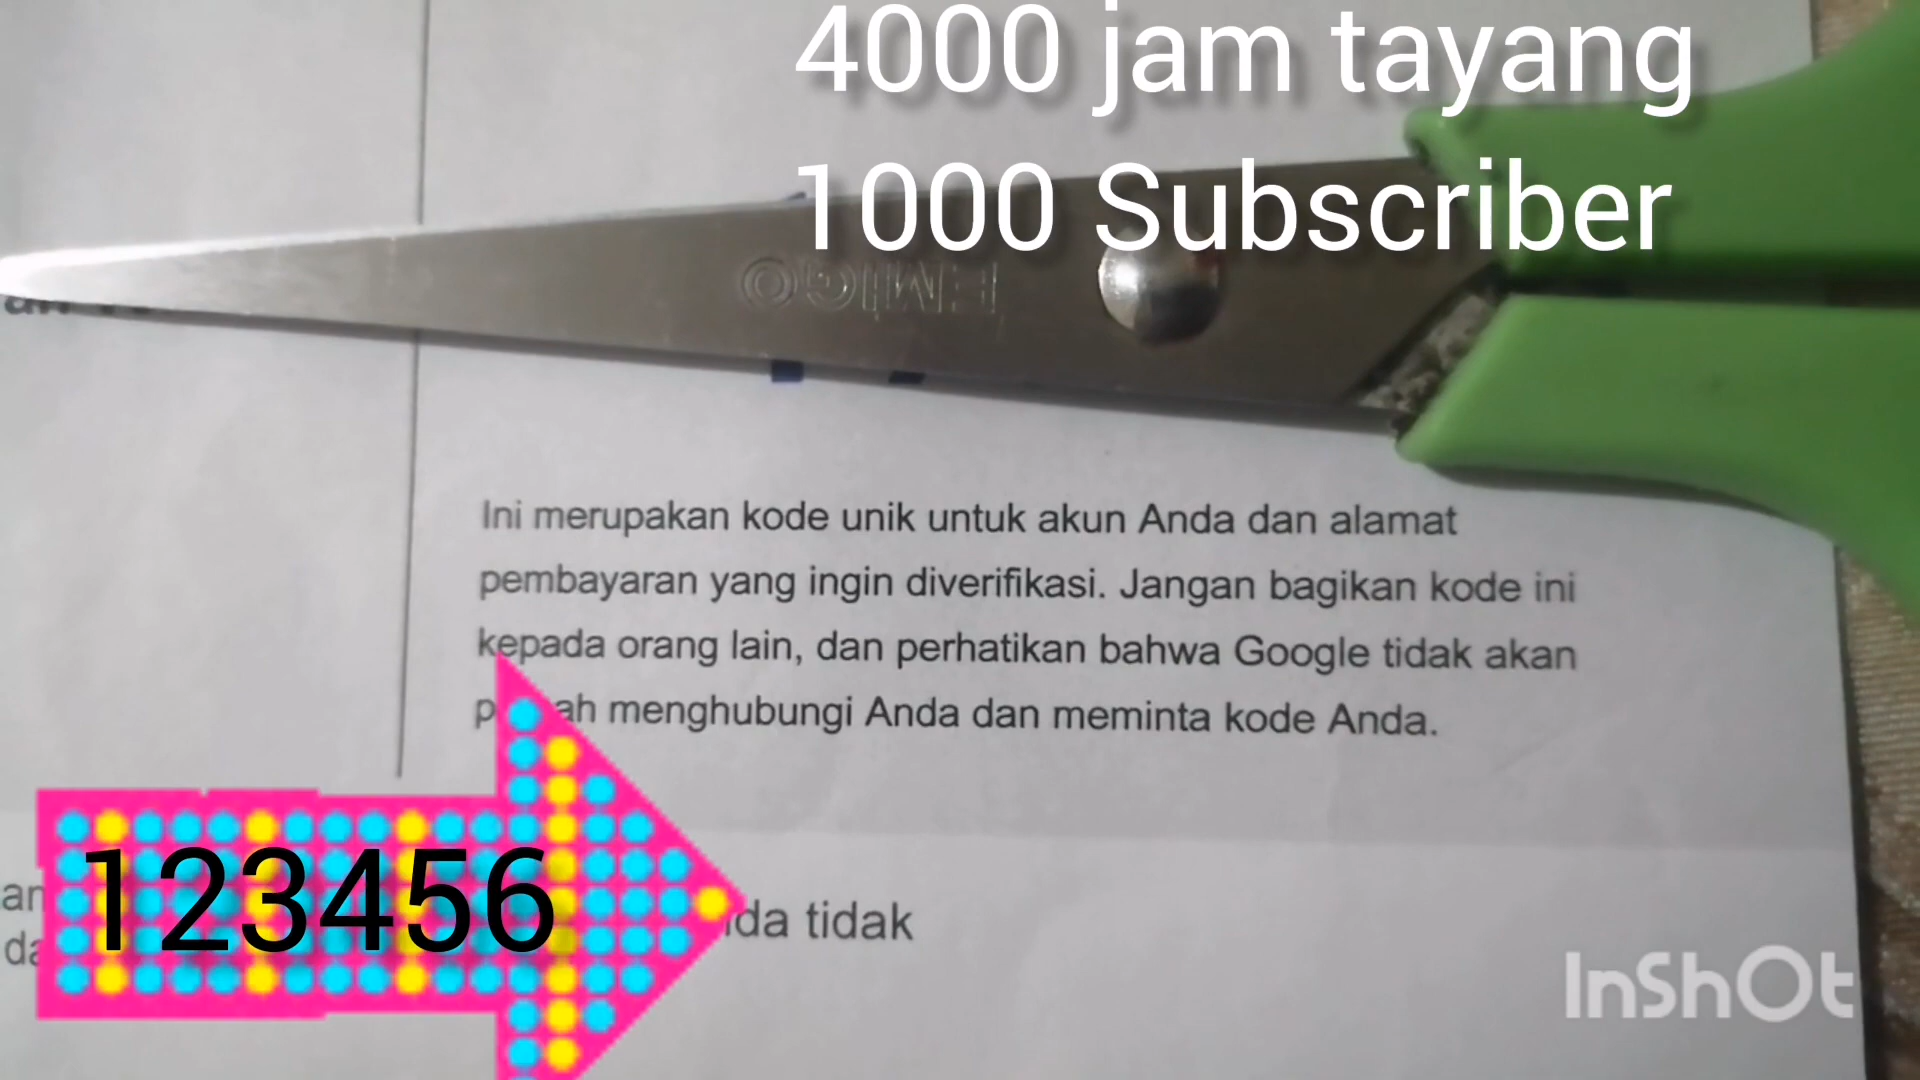 4000 jam tayang
1000 Subscriber
EMIGO
Ini merupakan kode unik untuk akun Anda dan alamat
pembayaran yang ingin diverifikasi. Jangan bagikan kode ini
kepada orang lain, dan perhatikan bahwa Google tidak akan
menghubungi Anda dan meminta kode Anda.
123456
tidak
InShOt